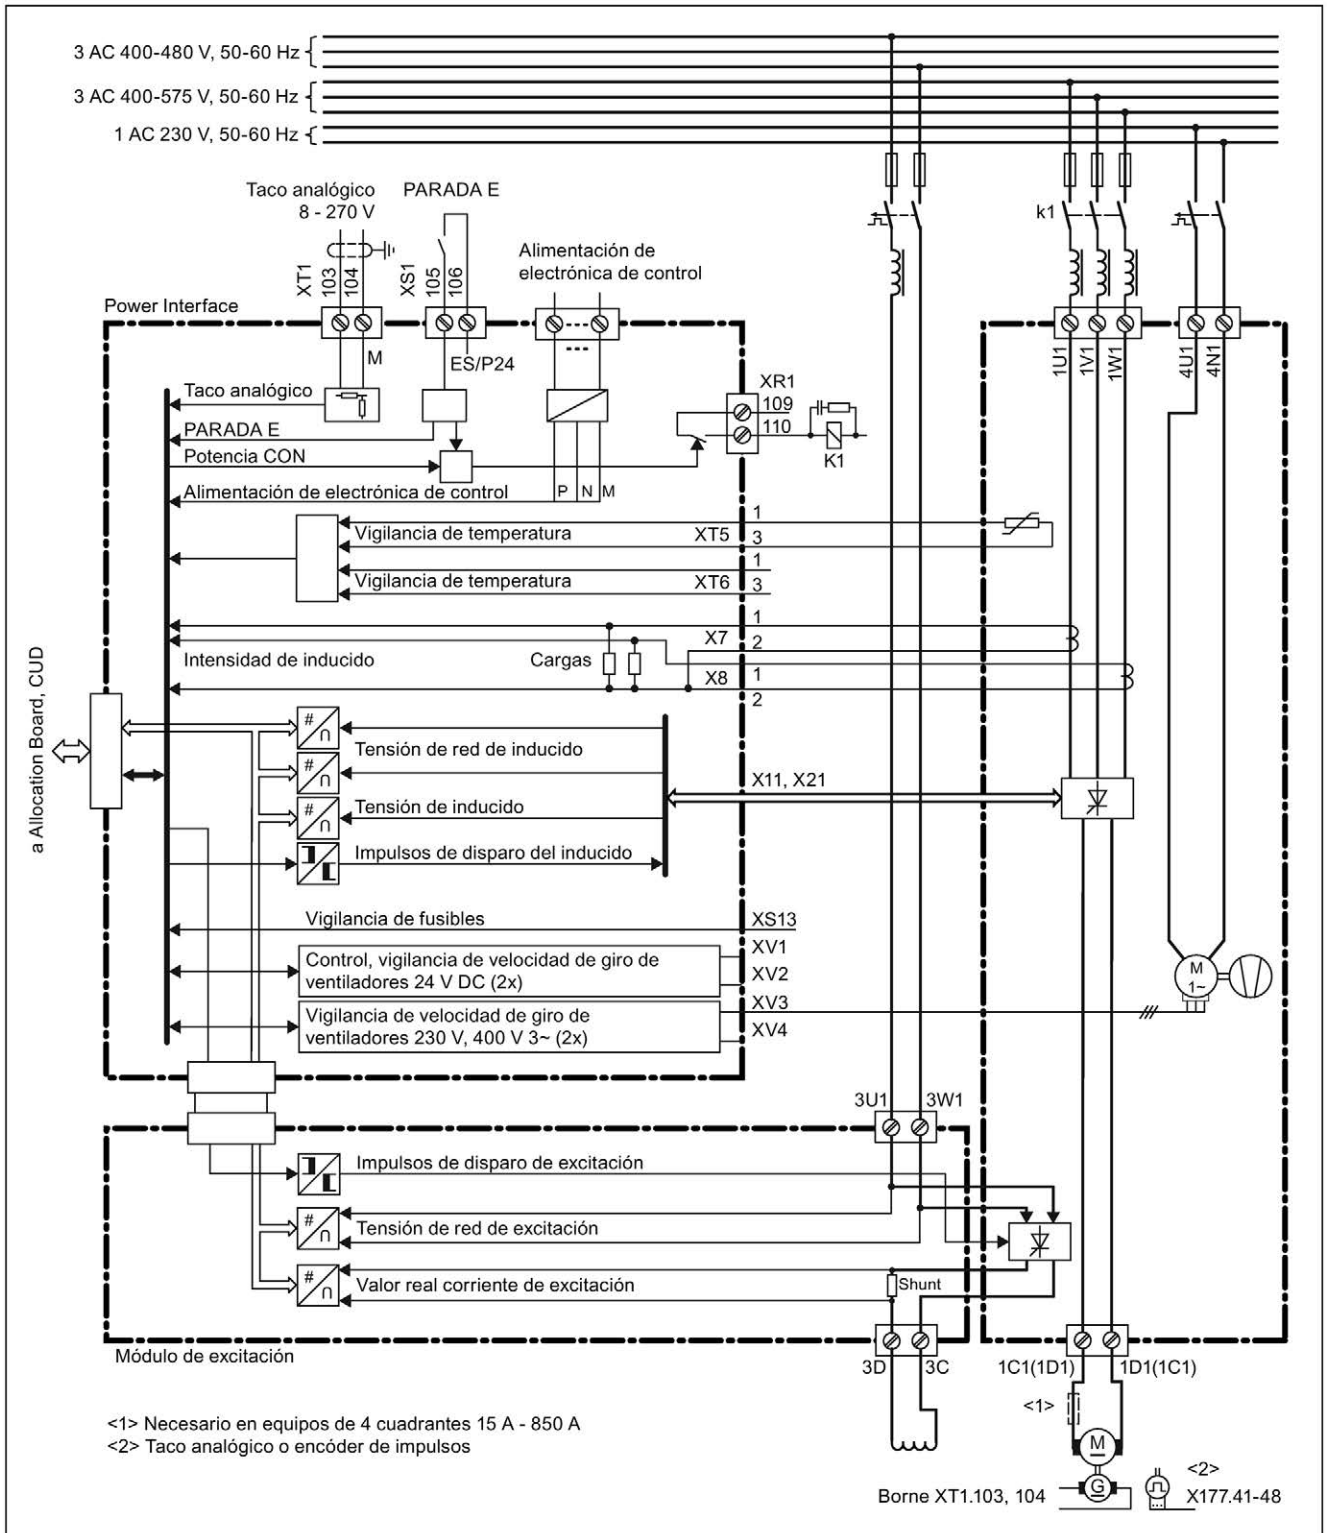 3 AC 400-480 V, 50-60 Hz
3 AC 400-575 V, 50-60 Hz
1 AC 230 V, 50-60 Hz
Taco analógico
8 - 270 V
PARADA E
Alimentación de
electrónica de control
k1
XT1
103
104
XS1
105
106
Power Interface
M
ES/P24
1U1
1V1
1W1
4U1
4N1
Taco analógico
XR1
109
110
K1
PARADA E
Potencia CON
Alimentación de electrónica de control
P N M
1
Vigilancia de temperatura
XT5
3
1
Vigilancia de temperatura
XT6
3
1
X7
2
Intensidad de inducido
Cargas
X8
1
2
a Allocation Board, CUD
#
∩
Tensión de red de inducido
#
∩
X11, X21
#
∩
Tensión de inducido
Impulsos de disparo del inducido
Vigilancia de fusibles
XS13
XV1
Control, vigilancia de velocidad de giro de
ventiladores 24 V DC (2x)
XV2
M
1~
XV3
Vigilancia de velocidad de giro de
ventiladores 230 V, 400 V 3~ (2x)
XV4
3U1
3W1
Impulsos de disparo de excitación
#
∩
Tensión de red de excitación
#
∩
Valor real corriente de excitación
Shunt
Módulo de excitación
3D
3C
1C1(1D1)
1D1(1C1)
<1>
<1> Necesario en equipos de 4 cuadrantes 15 A - 850 A
<2> Taco analógico o encóder de impulsos
M
G
<2>
Borne XT1.103, 104
X177.41-48